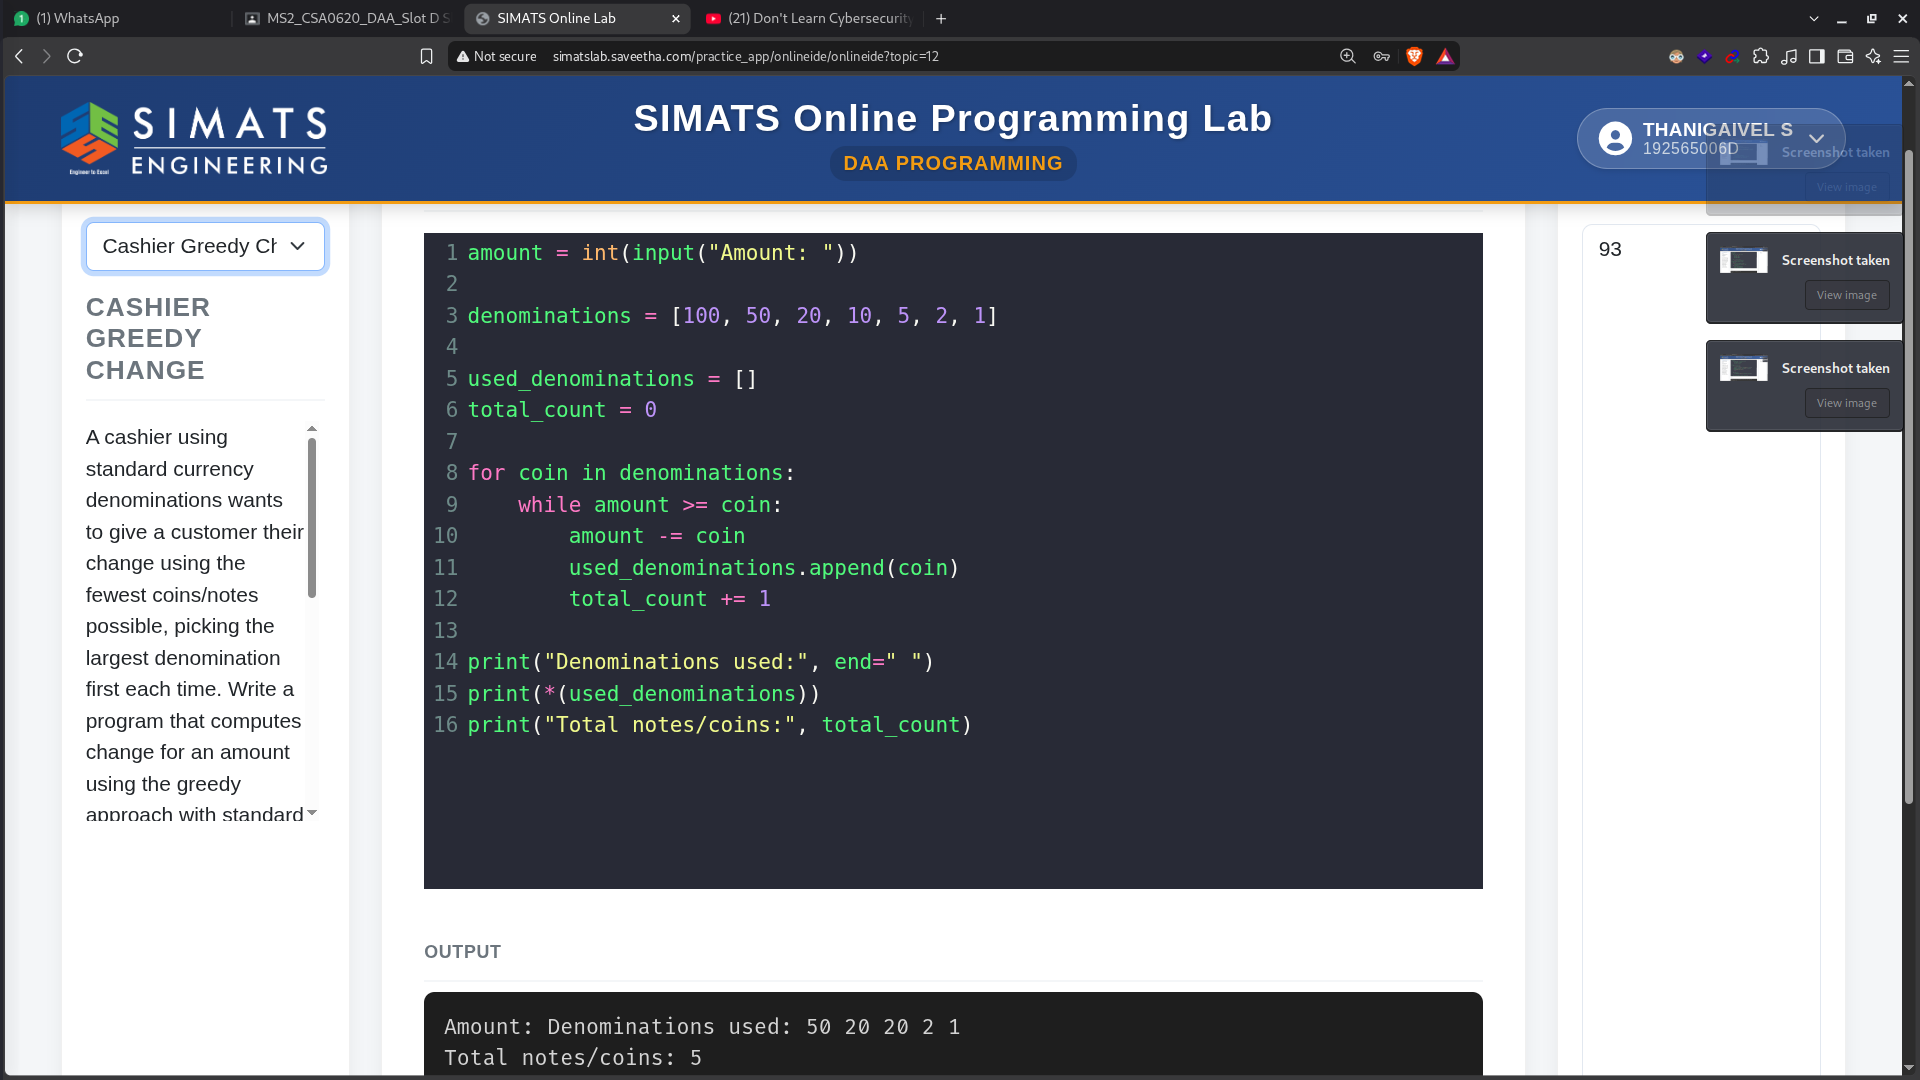 (1) WhatsApp
MS2_CSA0620_DAA_Slot D S
SIMATS Online Lab
(21) Don't Learn Cybersecurity
Not secure
simatslab.saveetha.com/practice_app/onlineide/onlineide?topic=12
SIMATS
ENGINEERING
Engineer to Excel
SIMATS Online Programming Lab
DAA PROGRAMMING
THANIGAIVEL S
192565006D
Screenshot taken
View image
Screenshot taken
View image
Screenshot taken
View image
Cashier Greedy Ch
CASHIER
GREEDY
CHANGE
A cashier using
standard currency
denominations wants
to give a customer their
change using the
fewest coins/notes
possible, picking the
largest denomination
first each time. Write a
program that computes
change for an amount
using the greedy
approach with standard
1 amount = int(input("Amount: "))
2
3 denominations = [100, 50, 20, 10, 5, 2, 1]
4
5 used_denominations = []
6 total_count = 0
7
8 for coin in denominations:
9     while amount >= coin:
10         amount -= coin
11         used_denominations.append(coin)
12         total_count += 1
13
14 print("Denominations used:", end=" ")
15 print(*(used_denominations))
16 print("Total notes/coins:", total_count)
OUTPUT
Amount: Denominations used: 50 20 20 2 1
Total notes/coins: 5
93